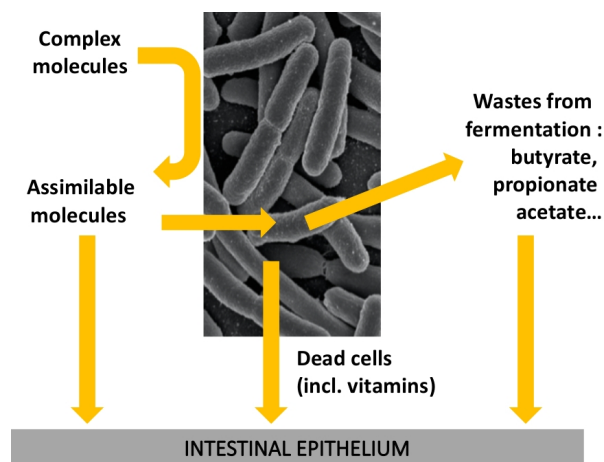 Complex
molecules
Wastes from
fermentation :
butyrate,
propionate
acetate...
Assimilable
molecules
Dead cells
(incl. vitamins)
INTESTINAL EPITHELIUM